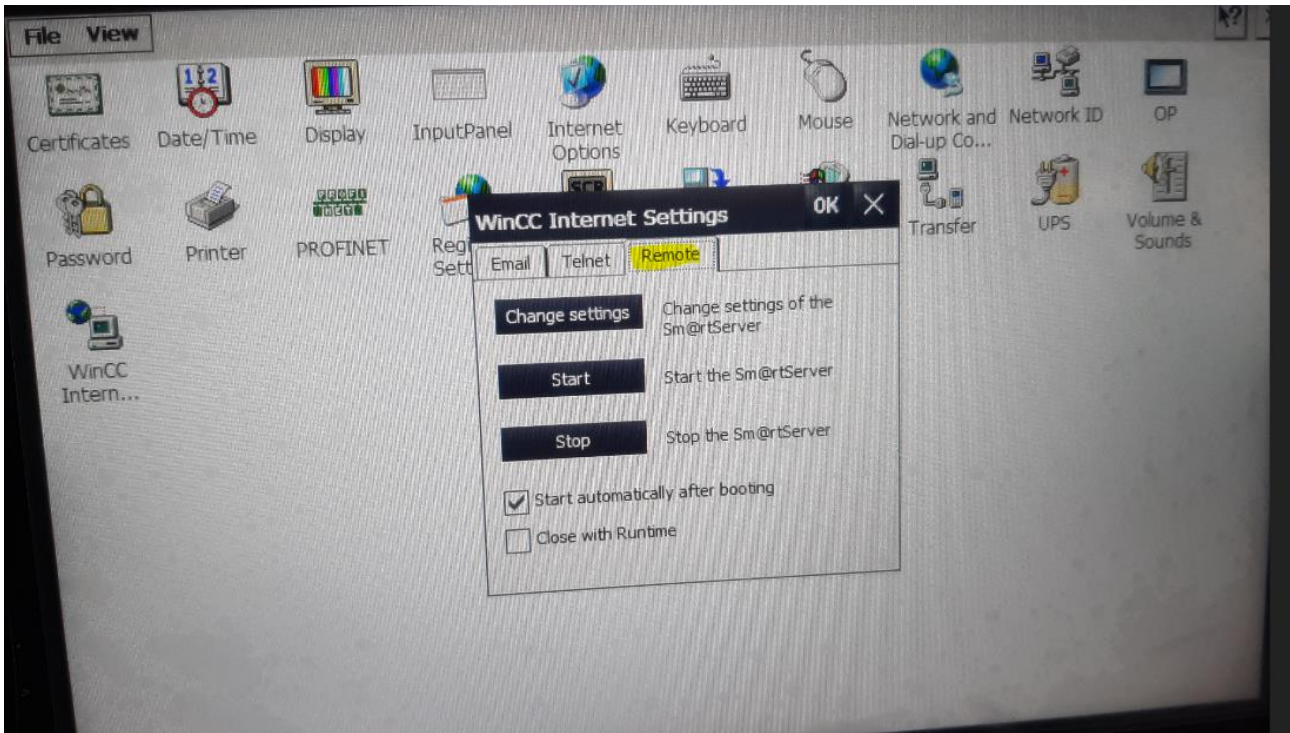 File View
Certificates
Date/Time
Display
InputPanel
Internet
Options
Keyboard
Mouse
Network and
Dial-up Co...
Network ID
OP
Password
Printer
PROFINET
Reg
Sett
Transfer
UPS
Volume &
Sounds
WinCC
Intern...
WinCC Internet Settings OK
Email Telnet Remote
Change settings
Change settings of the
Sm@rtServer
Start
Start the Sm@rtServer
Stop
Stop the Sm@rtServer
Start automatically after booting
Close with Runtime